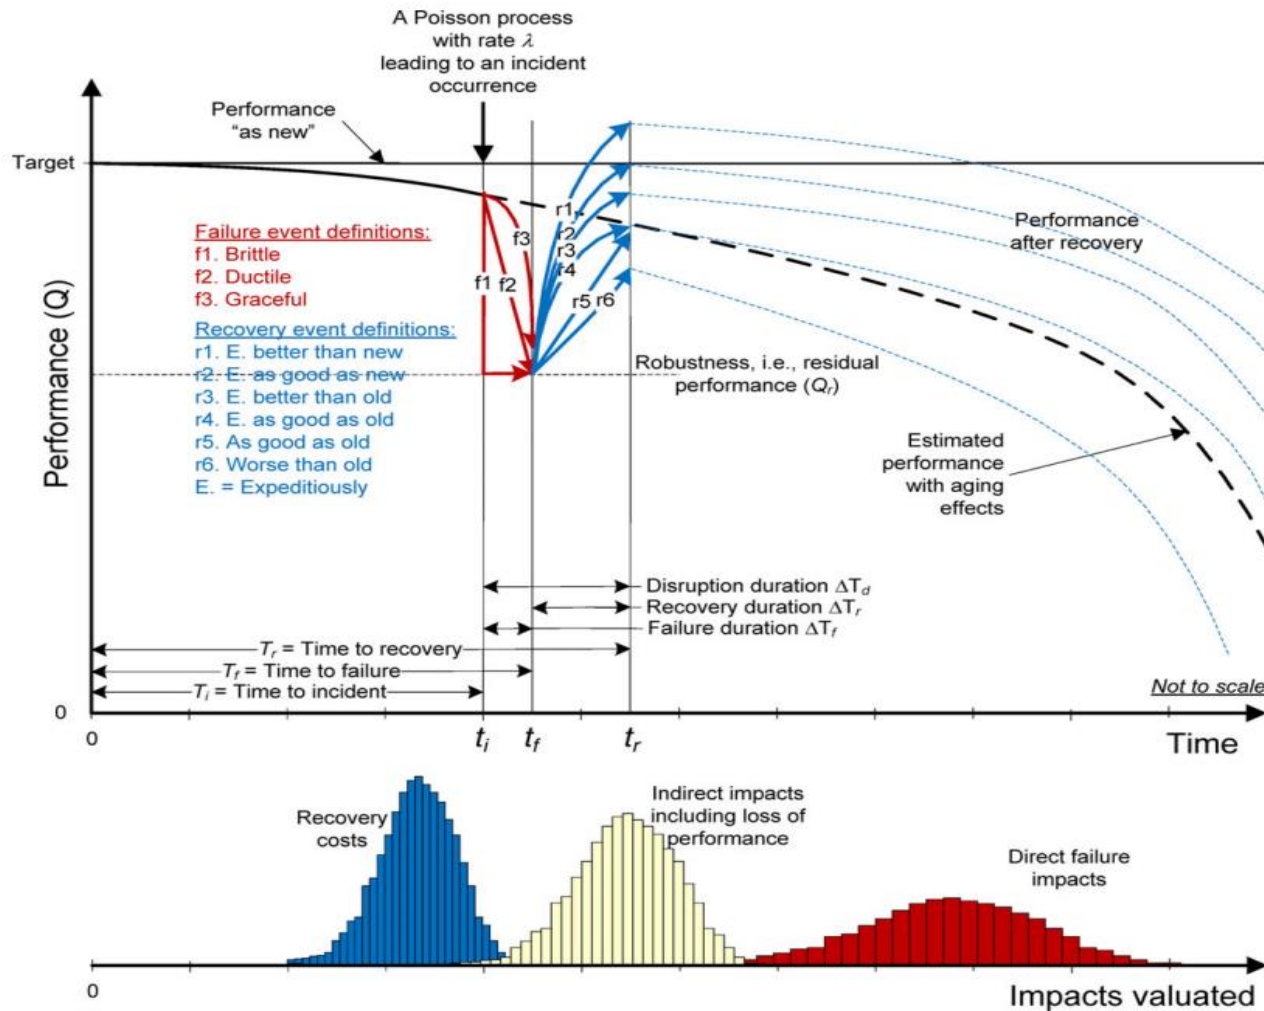 A Poisson process
with rate λ
leading to an incident
occurrence
Performance
“as new”
Target
Performance (Q)
Failure event definitions:
f1. Brittle
f2. Ductile
f3. Graceful
Recovery event definitions:
r1. E. better than new
r2. E. as good as new
r3. E. better than old
r4. E. as good as old
r5. As good as old
r6. Worse than old
E. = Expeditiously
f1
f2
f3
r1
r2
r3
r4
r5
r6
Performance
after recovery
Robustness, i.e., residual
performance (Qr)
Estimated
performance
with aging
effects
Disruption duration ΔTd
Recovery duration ΔTr
Failure duration ΔTf
Tr = Time to recovery
Tf = Time to failure
Ti = Time to incident
Not to scale
0
0
ti
tf
tr
Time
Recovery
costs
Indirect impacts
including loss of
performance
Direct failure
impacts
0
Impacts valuated